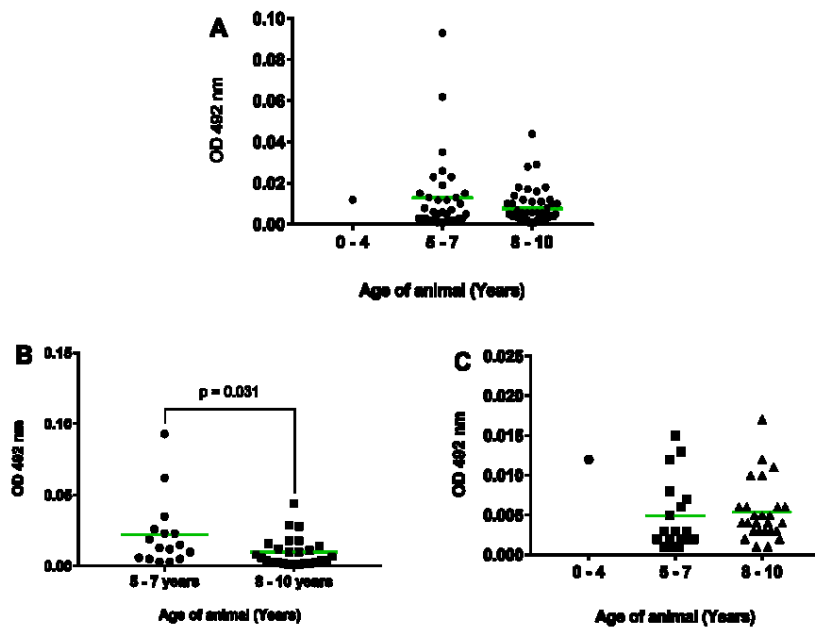 A
0.10
0.08
0.06
0.04
0.02
0.00
OD 492 nm
0 - 4
5 - 7
8 - 10
Age of animal (Years)
B
0.15
0.10
0.05
0.00
OD 492 nm
p = 0.031
5 - 7 years
8 - 10 years
Age of animal (Years)
C
0.025
0.020
0.015
0.010
0.005
0.000
OD 492 nm
0 - 4
5 - 7
8 - 10
Age of animal (Years)